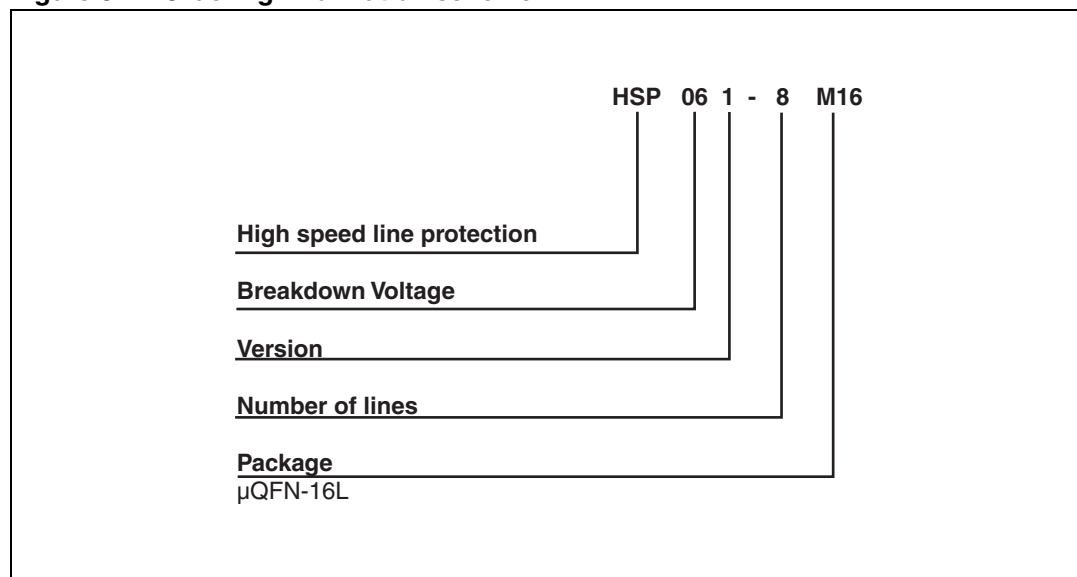 HSP 06 1 - 8 M16
High speed line protection
Breakdown Voltage
Version
Number of lines
Package
µQFN-16L